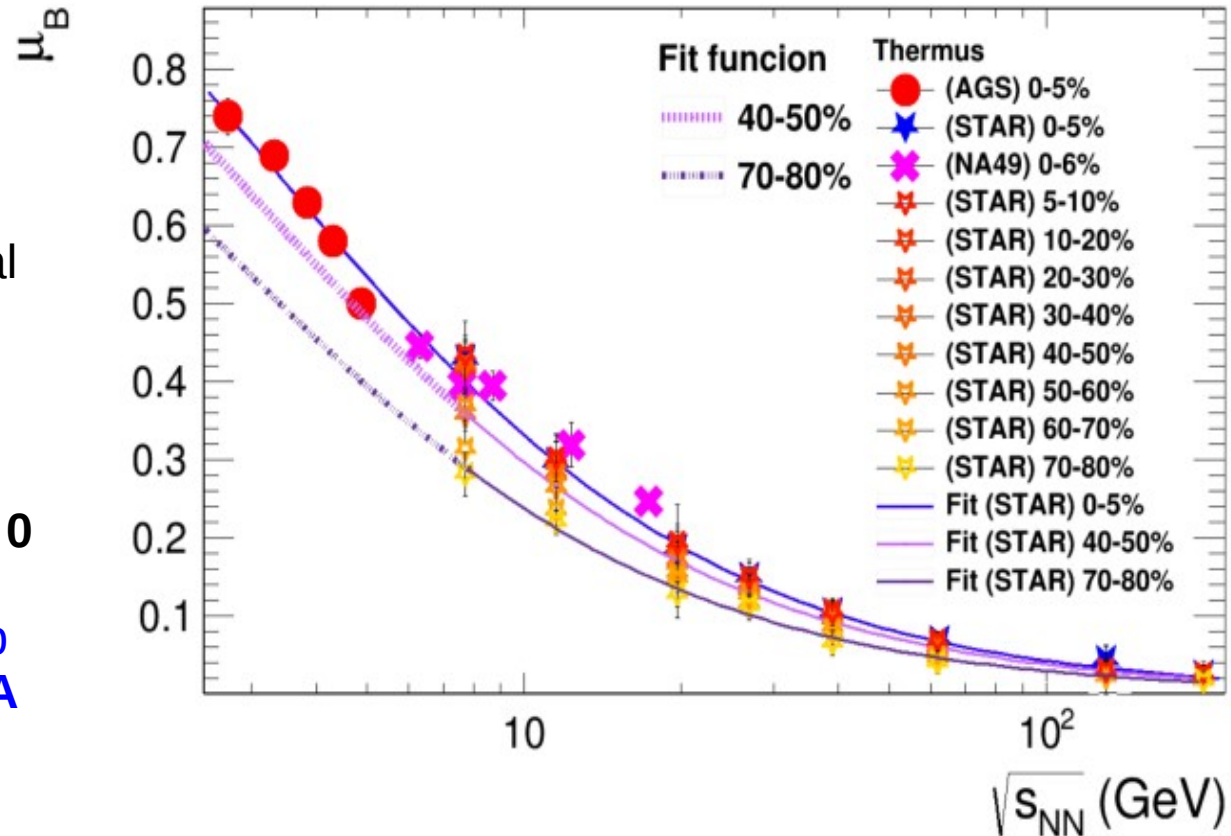 μB
0.8
0.7
0.6
0.5
0.4
0.3
0.2
0.1
al
0
A
Fit funcion
40-50%
70-80%
Thermus
(AGS) 0-5%
(STAR) 0-5%
(NA49) 0-6%
(STAR) 5-10%
(STAR) 10-20%
(STAR) 20-30%
(STAR) 30-40%
(STAR) 40-50%
(STAR) 50-60%
(STAR) 60-70%
(STAR) 70-80%
Fit (STAR) 0-5%
Fit (STAR) 40-50%
Fit (STAR) 70-80%
10
10²
√sNN (GeV)